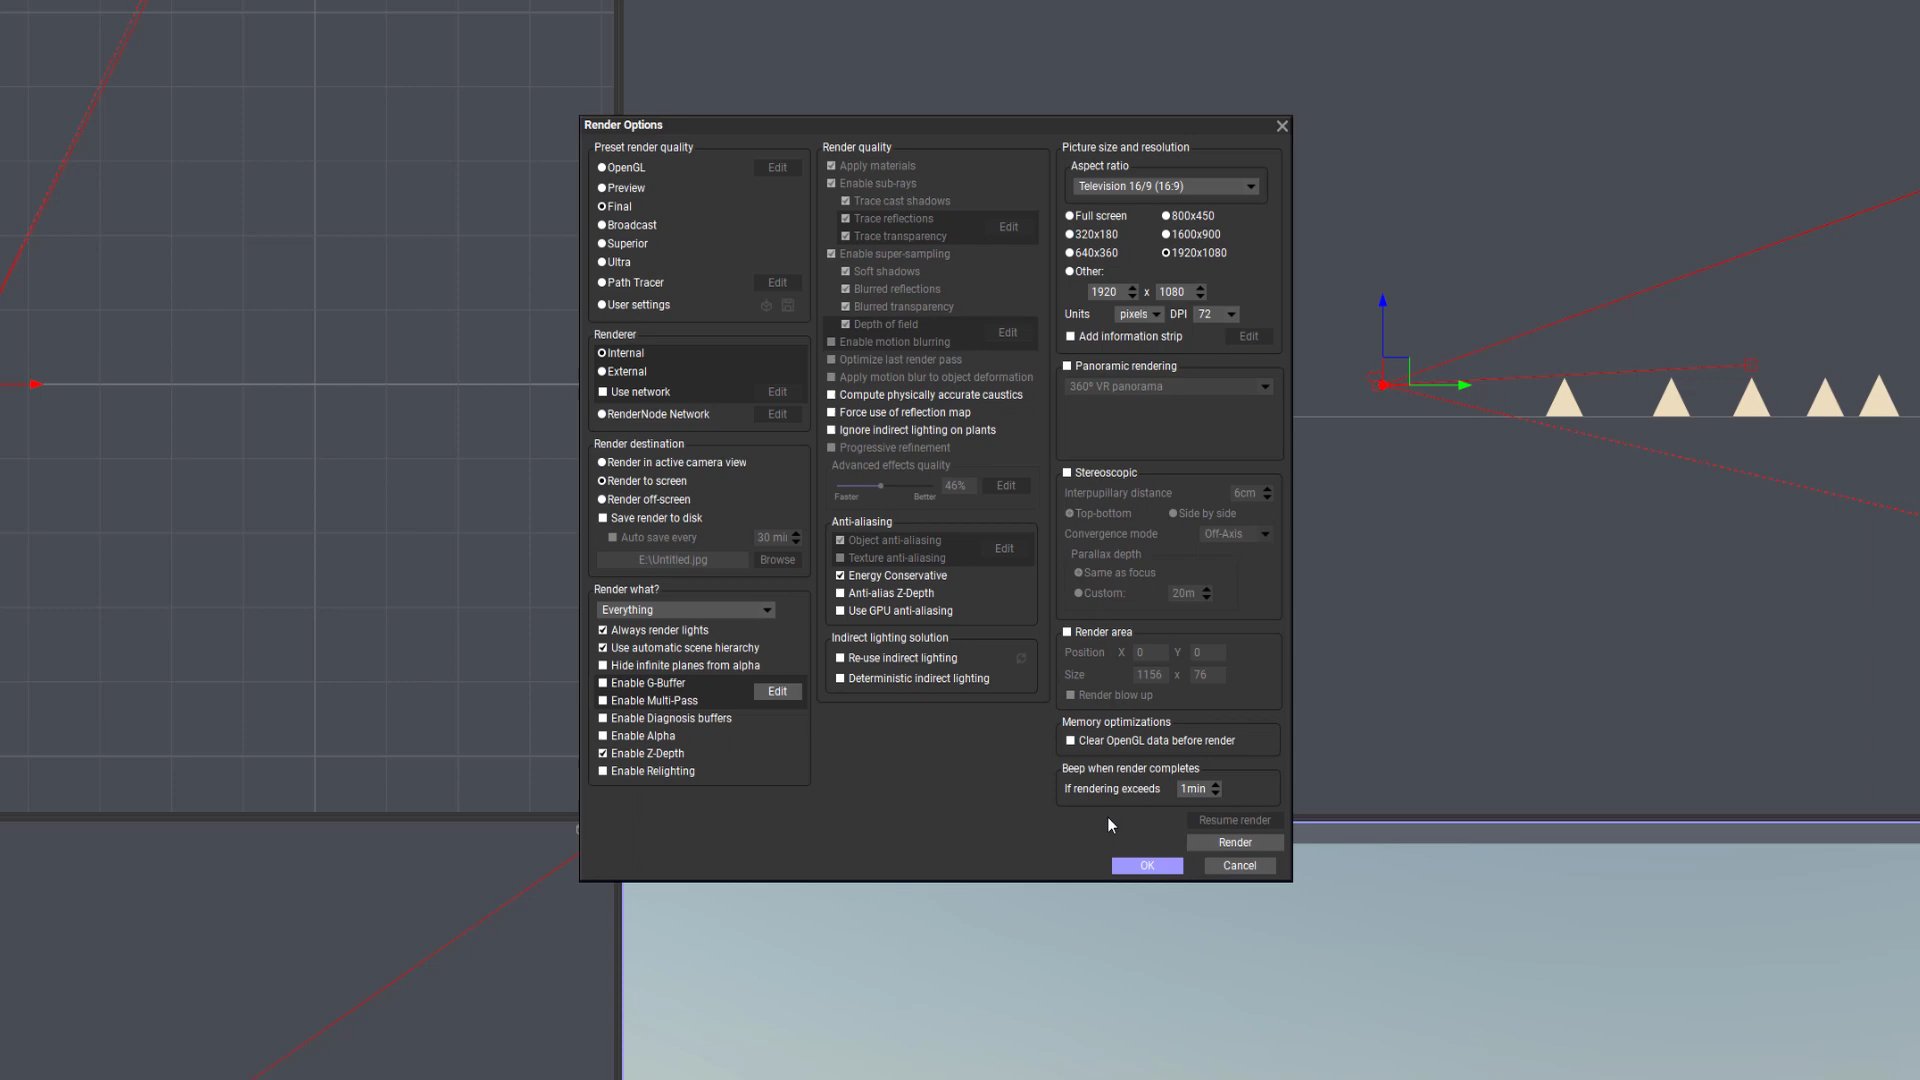 Render Options
Preset render quality
OpenGL
Edit
Preview
Final
Broadcast
Superior
Ultra
Path Tracer
Edit
User settings
Renderer
Internal
External
Use network
Edit
RenderNode Network
Edit
Render destination
Render in active camera view
Render to screen
Render off-screen
Save render to disk
Auto save every
30 mi
E:\Untitled.jpg
Browse
Render what?
Everything
Always render lights
Use automatic scene hierarchy
Hide infinite planes from alpha
Enable G-Buffer
Edit
Enable Multi-Pass
Enable Diagnosis buffers
Enable Alpha
Enable Z-Depth
Enable Relighting
Render quality
Apply materials
Enable sub-rays
Trace cast shadows
Trace reflections
Edit
Trace transparency
Enable super-sampling
Soft shadows
Blurred reflections
Blurred transparency
Depth of field
Edit
Enable motion blurring
Optimize last render pass
Apply motion blur to object deformation
Compute physically accurate caustics
Force use of reflection map
Ignore indirect lighting on plants
Progressive refinement
Advanced effects quality
46%
Edit
Faster
Better
Anti-aliasing
Object anti-aliasing
Edit
Texture anti-aliasing
Energy Conservative
Anti-alias Z-Depth
Use GPU anti-aliasing
Indirect lighting solution
Re-use indirect lighting
Deterministic indirect lighting
Picture size and resolution
Aspect ratio
Television 16/9 (16:9)
Full screen
800x450
320x180
1600x900
640x360
1920x1080
Other:
1920 x 1080
Units pixels DPI 72
Add information strip
Edit
Panoramic rendering
360º VR panorama
Stereoscopic
Interpupillary distance 6cm
Top-bottom
Side by side
Convergence mode Off-Axis
Parallax depth
Same as focus
Custom: 20m
Render area
Position X 0 Y 0
Size 1156 x 76
Render blow up
Memory optimizations
Clear OpenGL data before render
Beep when render completes
If rendering exceeds 1min
Resume render
Render
OK
Cancel